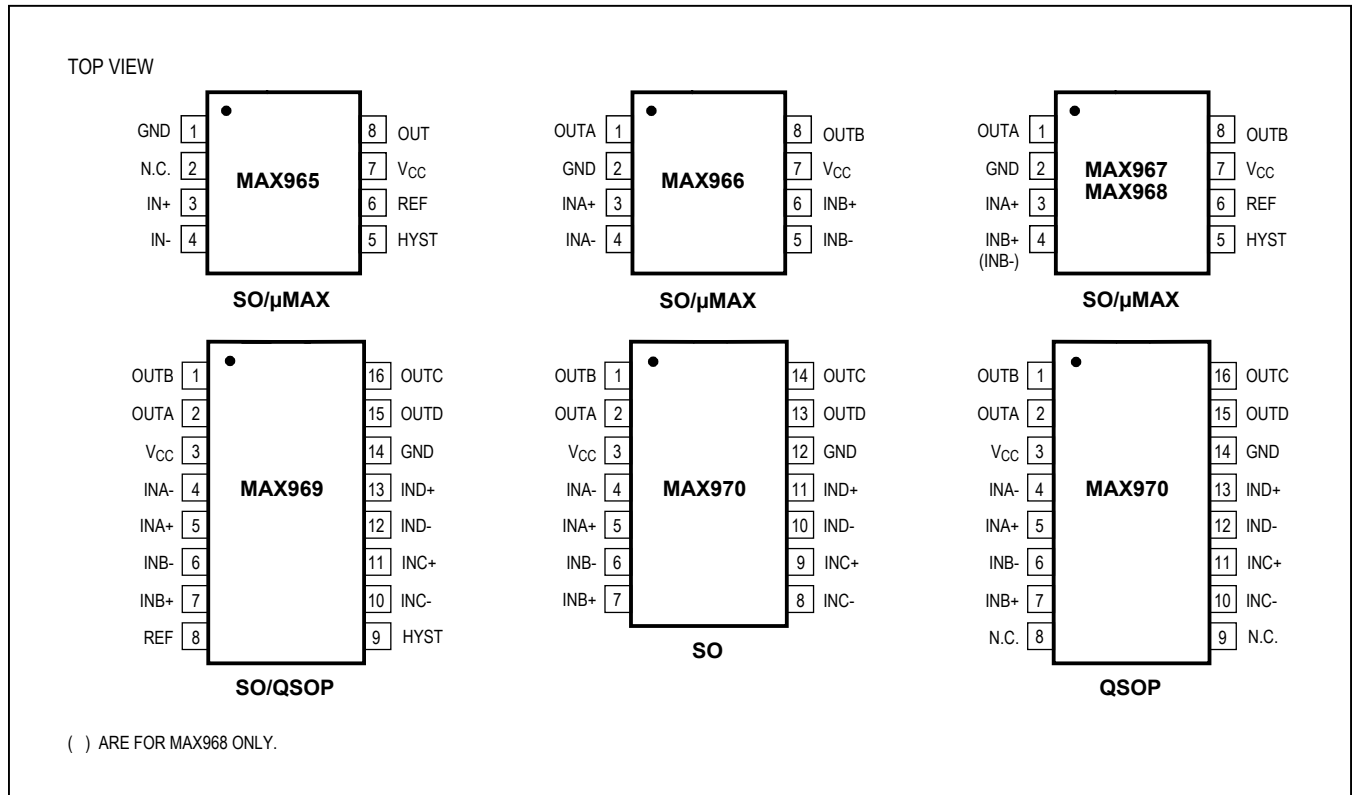 TOP VIEW
GND 1 8 OUT
N.C. 2 7 VCC
IN+ 3 6 REF
IN- 4 5 HYST
MAX965
SO/µMAX
OUTA 1 8 OUTB
GND 2 7 VCC
INA+ 3 6 INB+
INA- 4 5 INB-
MAX966
SO/µMAX
OUTA 1 8 OUTB
GND 2 7 VCC
INA+ 3 6 REF
INB+ 4 5 HYST
(INB-)
MAX967
MAX968
SO/µMAX
OUTB 1 16 OUTC
OUTA 2 15 OUTD
VCC 3 14 GND
INA- 4 13 IND+
INA+ 5 12 IND-
INB- 6 11 INC+
INB+ 7 10 INC-
REF 8 9 HYST
MAX969
SO/QSOP
OUTB 1 14 OUTC
OUTA 2 13 OUTD
VCC 3 12 GND
INA- 4 11 IND+
INA+ 5 10 IND-
INB- 6 9 INC+
INB+ 7 8 INC-
MAX970
SO
OUTB 1 16 OUTC
OUTA 2 15 OUTD
VCC 3 14 GND
INA- 4 13 IND+
INA+ 5 12 IND-
INB- 6 11 INC+
INB+ 7 10 INC-
N.C. 8 9 N.C.
MAX970
QSOP
( ) ARE FOR MAX968 ONLY.